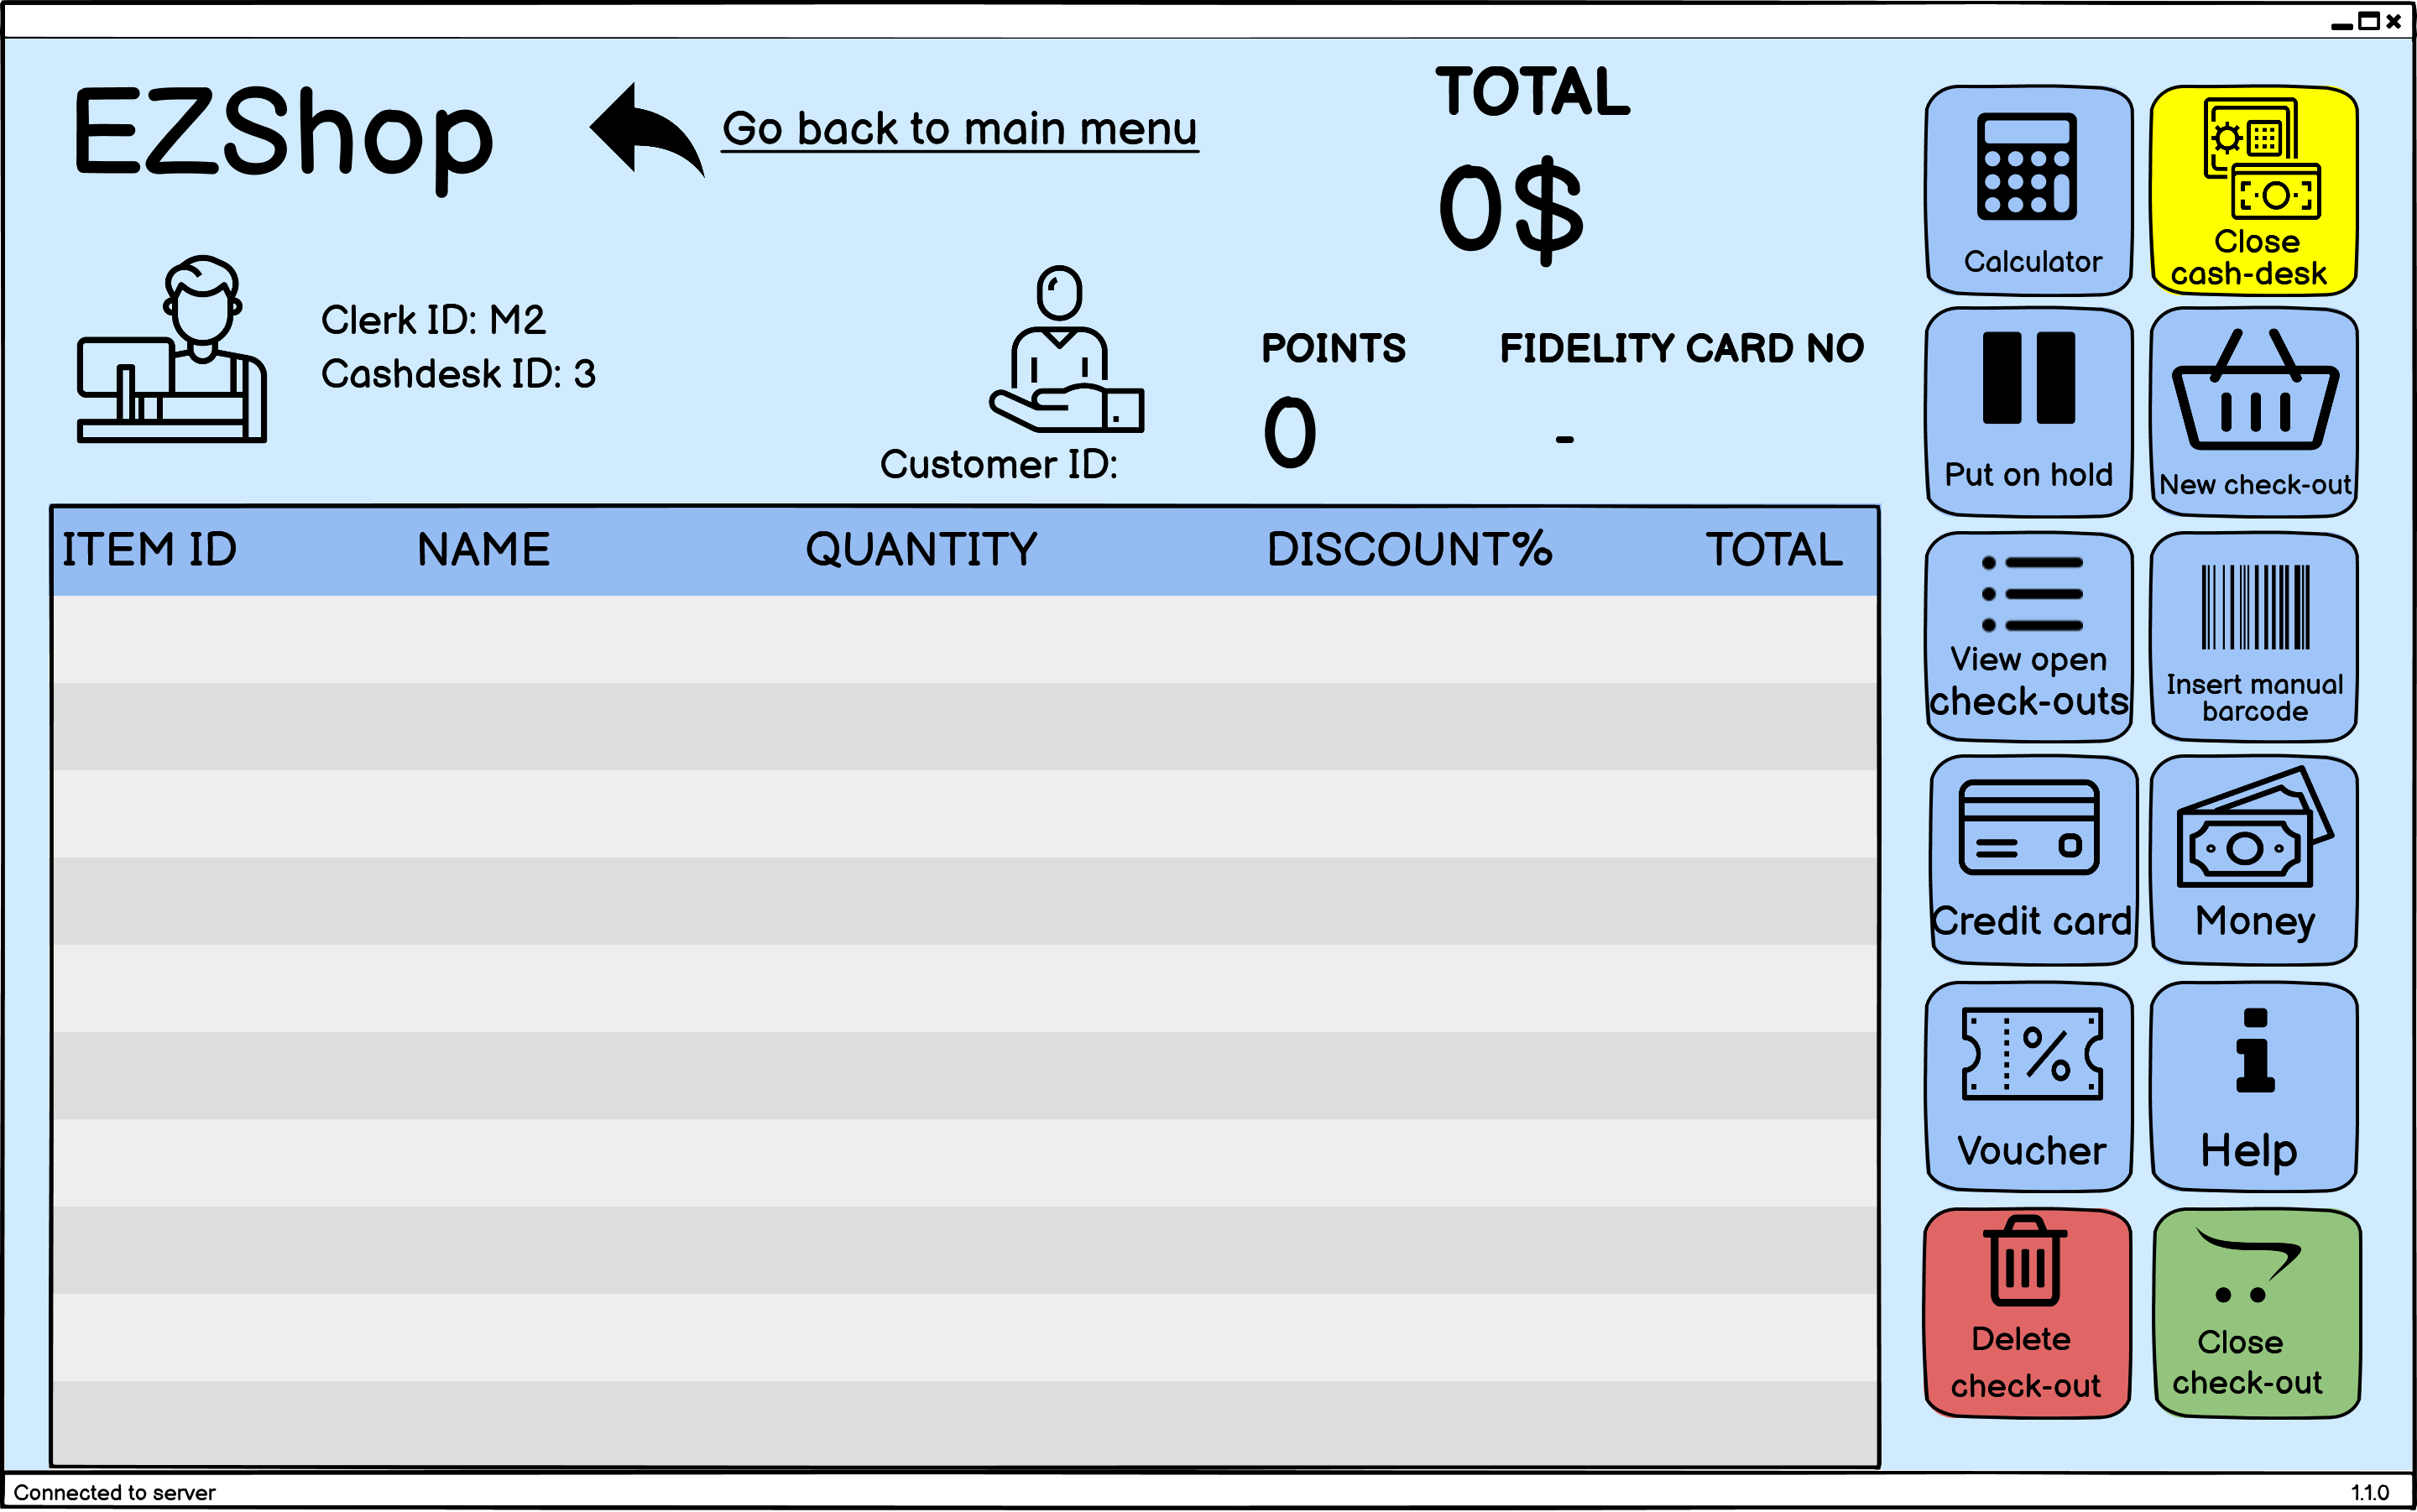 EZShop
Go back to main menu
TOTAL
0$
Clerk ID: M2
Cashdesk ID: 3
Customer ID:
POINTS
0
FIDELITY CARD NO
-
ITEM ID NAME QUANTITY DISCOUNT% TOTAL
Calculator
Close
cash-desk
Put on hold
New check-out
View open
check-outs
Insert manual
barcode
Credit card
Money
Voucher
Help
Delete
check-out
Close
check-out
Connected to server
1.1.0